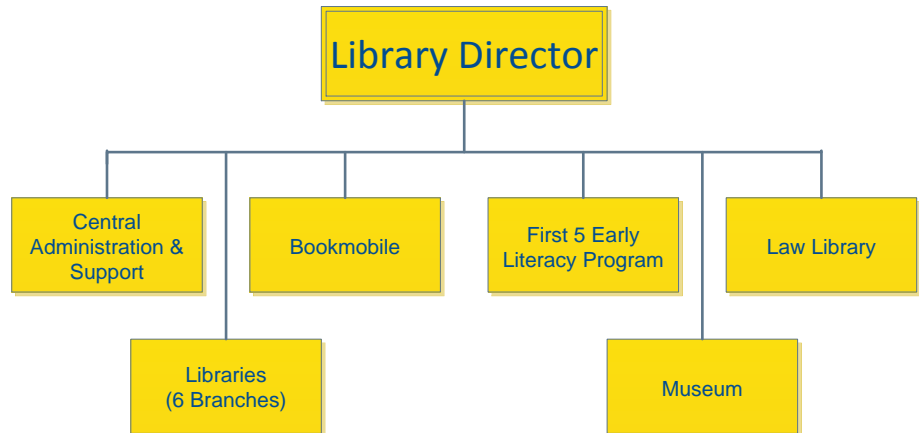 Library Director
Central
Administration &
Support
Bookmobile
First 5 Early
Literacy Program
Law Library
Libraries
(6 Branches)
Museum